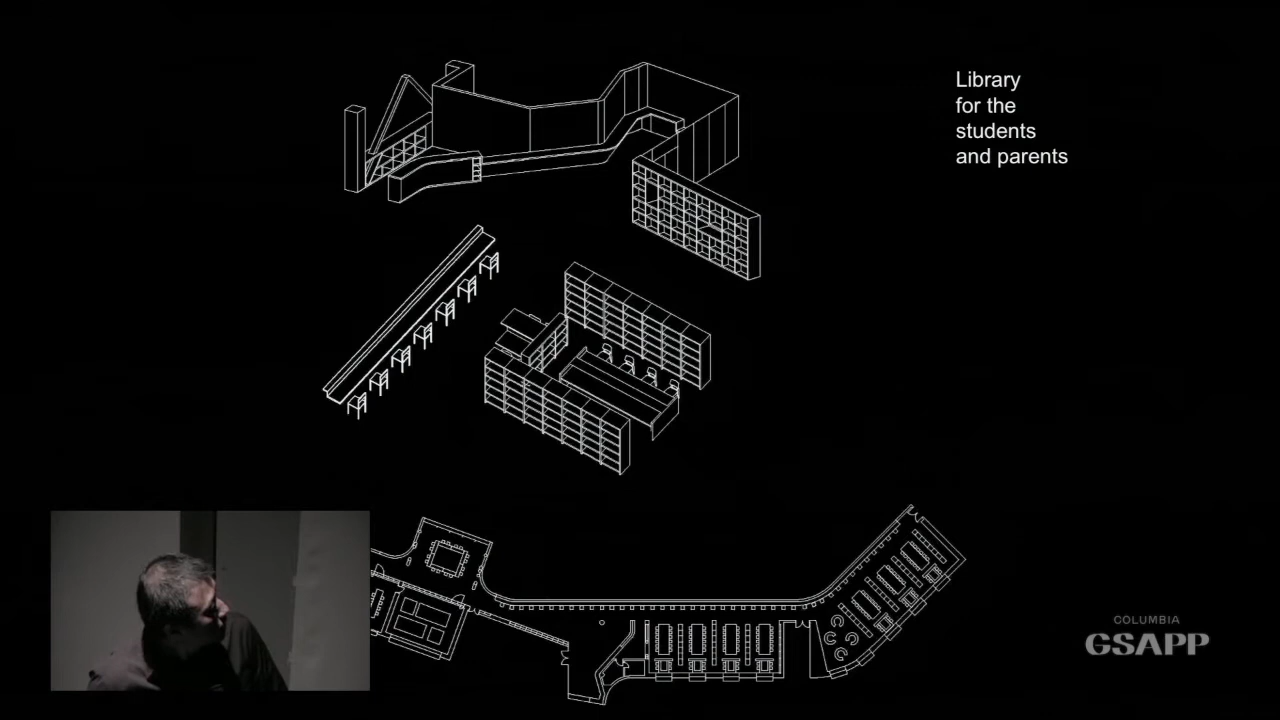 Library
for the
students
and parents
COLUMBIA
GSAPP